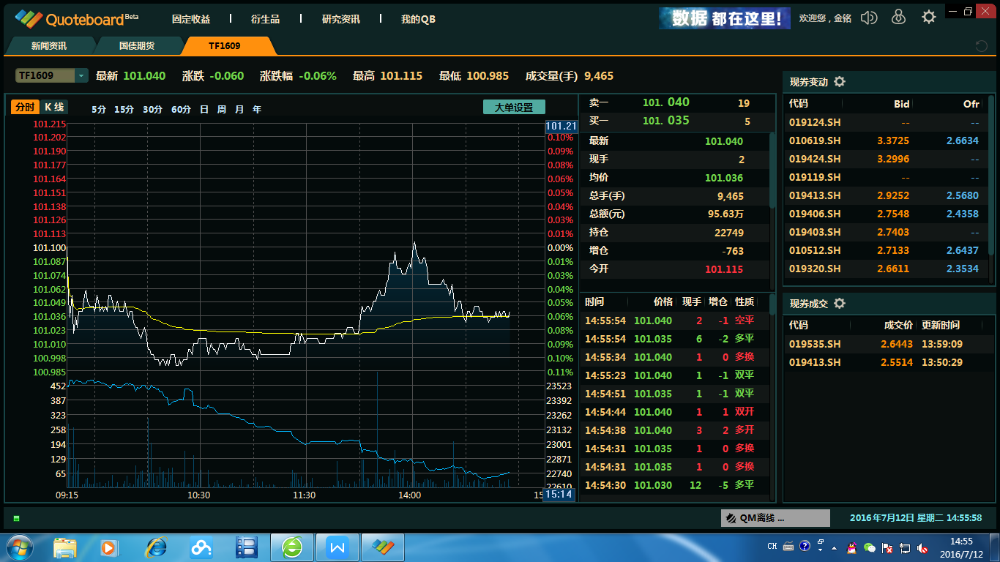 Quoteboard Beta 固定收益 衍生品 研究资讯 我的QB 数据 都在这里! 欢迎您，金铭
新闻资讯 国债期货 TF1609
TF1609 最新 101.040 涨跌 -0.060 涨跌幅 -0.06% 最高 101.115 最低 100.985 成交量(手) 9,465
分时 K 线 5分 15分 30分 60分 日 周 月 年 大单设置
101.215 101.21
101.202 0.10%
101.190 0.09%
101.177 0.08%
101.164 0.06%
101.151 0.05%
101.138 0.04%
101.126 0.03%
101.113 0.01%
101.100 0.00%
101.087 0.01%
101.074 0.03%
101.062 0.04%
101.049 0.05%
101.036 0.06%
101.023 0.08%
101.010 0.09%
100.998 0.10%
100.985 0.11%
452 23523
387 23392
323 23262
258 23132
194 23001
129 22871
65 22740
22610
09:15 10:30 11:30 14:00 15 15:14
卖一 101. 040 19
买一 101. 035 5
最新 101.040
现手 2
均价 101.036
总手(手) 9,465
总额(元) 95.63万
持仓 22749
增仓 -763
今开 101.115
时间 价格 现手 增仓 性质
14:55:54 101.040 2 -1 空平
14:55:54 101.035 6 -2 多平
14:55:34 101.040 1 0 多换
14:55:23 101.040 1 -1 双平
14:54:51 101.035 1 -1 双平
14:54:44 101.040 1 1 双开
14:54:38 101.040 3 2 多开
14:54:31 101.035 1 0 多换
14:54:31 101.035 1 0 多换
14:54:30 101.030 12 -5 多平
现券变动
代码 Bid Ofr
019124.SH -- --
010619.SH 3.3725 2.6634
019424.SH 3.2996 --
019119.SH -- --
019413.SH 2.9252 2.5680
019406.SH 2.7548 2.4358
019403.SH 2.7403 --
010512.SH 2.7133 2.6437
019320.SH 2.6611 2.3534
现券成交
代码 成交价 更新时间
019535.SH 2.6443 13:59:09
019413.SH 2.5514 13:50:29
QM离线 ... 2016年7月12日 星期二 14:55:58
CH 14:55
2016/7/12